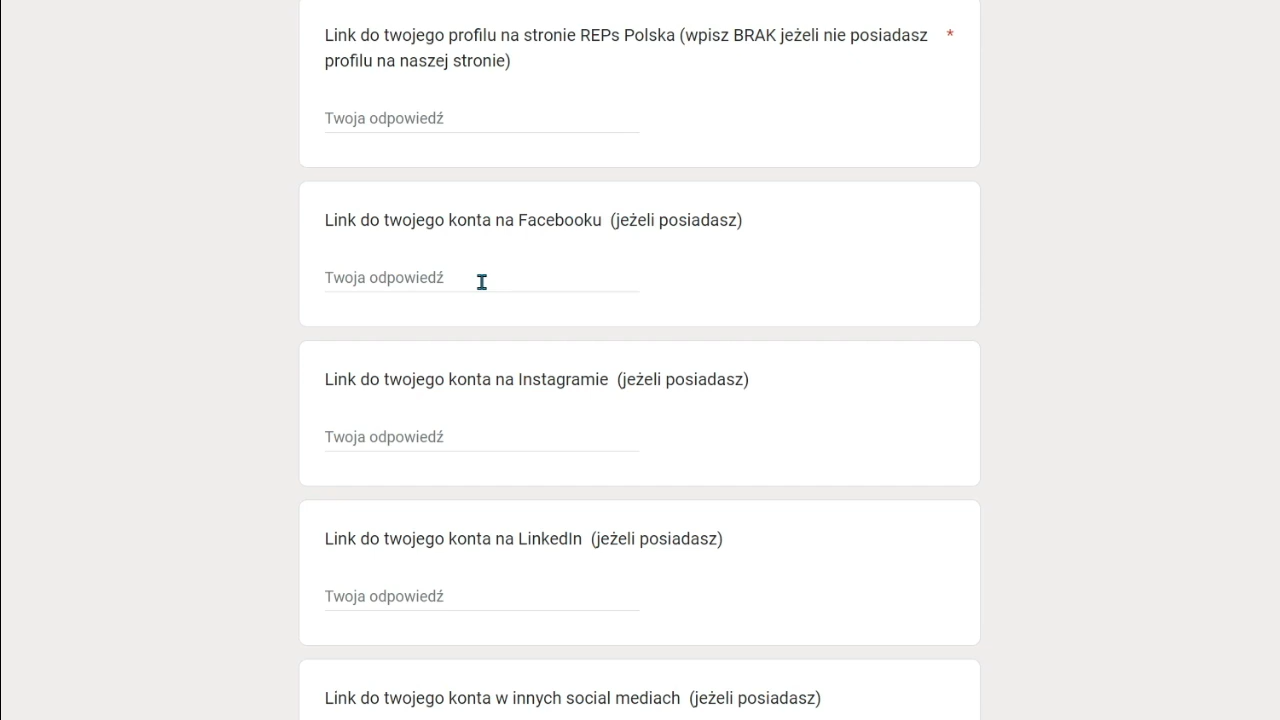 Link do twojego profilu na stronie REPs Polska (wpisz BRAK jeżeli nie posiadasz *
profilu na naszej stronie)
Twoja odpowiedź
Link do twojego konta na Facebooku (jeżeli posiadasz)
Twoja odpowiedź
Link do twojego konta na Instagramie (jeżeli posiadasz)
Twoja odpowiedź
Link do twojego konta na LinkedIn (jeżeli posiadasz)
Twoja odpowiedź
Link do twojego konta w innych social mediach (jeżeli posiadasz)